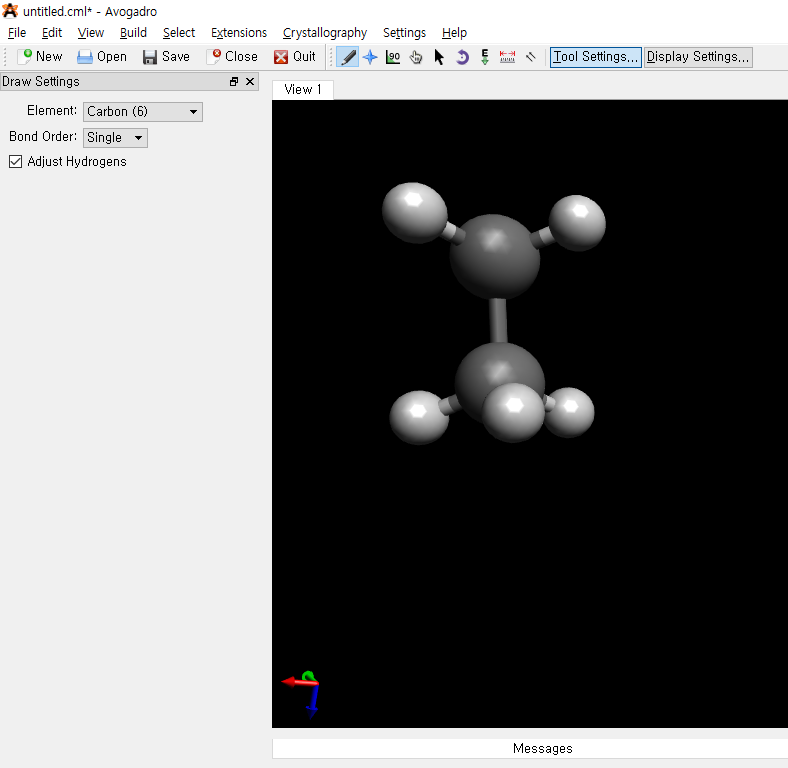 untitled.cml* - Avogadro
File Edit View Build Select Extensions Crystallography Settings Help
New Open Save Close Quit 90 E Tool Settings... Display Settings...
Draw Settings
View 1
Element: Carbon (6)
Bond Order: Single
Adjust Hydrogens
Messages